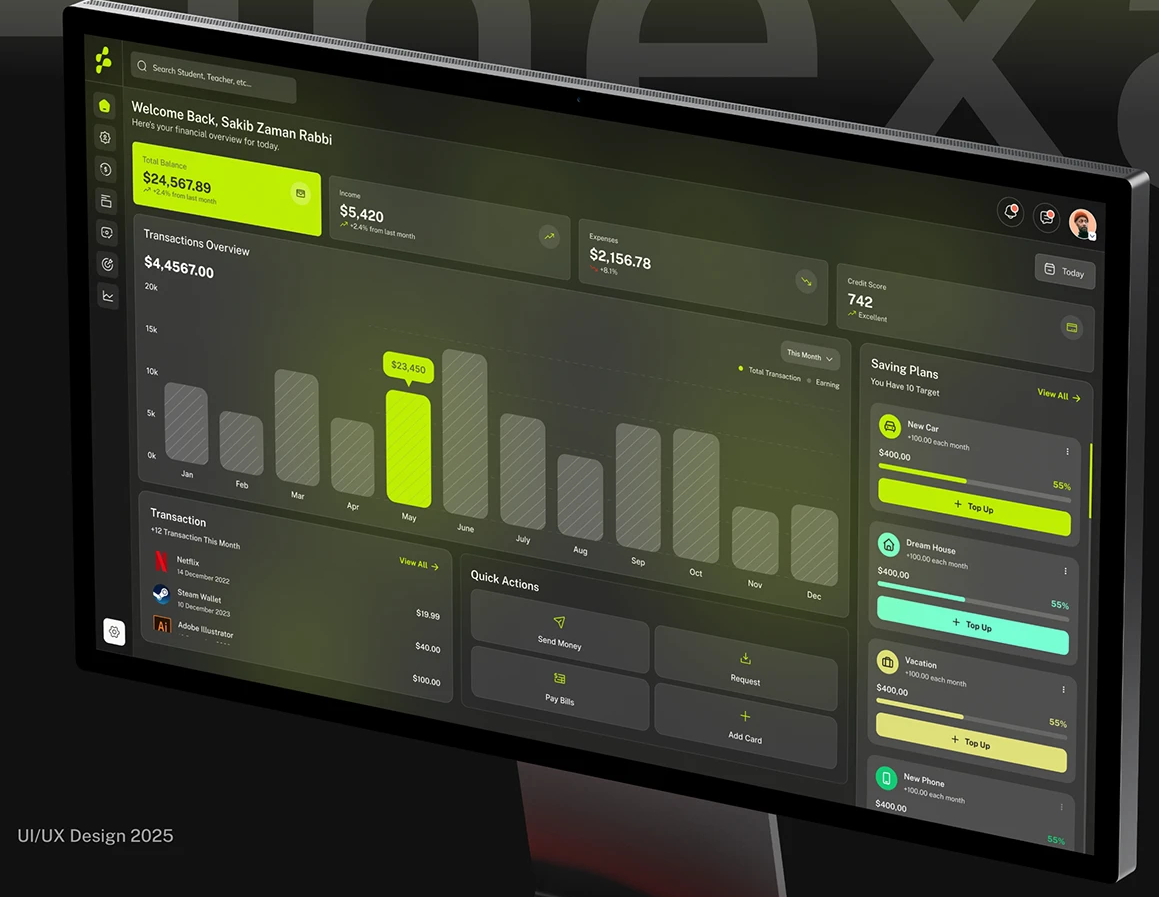 Search Student, Teacher, etc...
Welcome Back, Sakib Zaman Rabbi
Here's your financial overview for today.
Today
Total Balance
$24,567.89
+2.4% from last month
Income
$5,420
+2.4% from last month
Expenses
$2,156.78
+8.1%
Credit Score
742
Excellent
Transactions Overview
$4,4567.00
This Month
Total Transaction
Earning
20k
15k
10k
5k
0k
$23,450
Jan
Feb
Mar
Apr
May
June
July
Aug
Sep
Oct
Nov
Dec
Saving Plans
You Have 10 Target
View All
New Car
+100.00 each month
$400,00
55%
+ Top Up
Dream House
+100.00 each month
$400,00
55%
+ Top Up
Vacation
+100.00 each month
$400,00
55%
+ Top Up
New Phone
+100.00 each month
$400,00
55%
Transaction
+12 Transaction This Month
View All
Netflix
14 December 2022
$19.99
Steam Wallet
10 December 2023
$40.00
Ai
Adobe Illustrator
$100.00
Quick Actions
Send Money
Request
Pay Bills
Add Card
UI/UX Design 2025